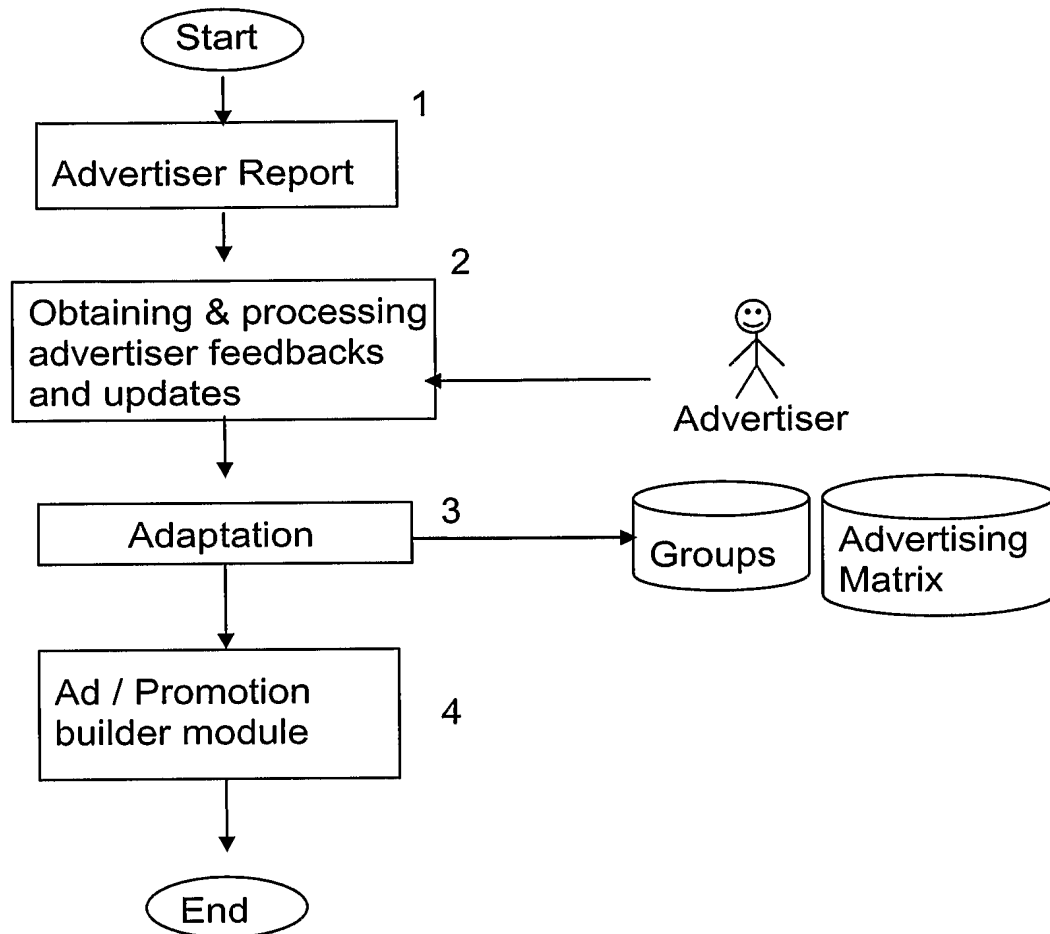 Start
1
Advertiser Report
2
Obtaining & processing
advertiser feedbacks
and updates
Advertiser
3
Adaptation
Groups
Advertising
Matrix
Ad / Promotion
builder module
4
End